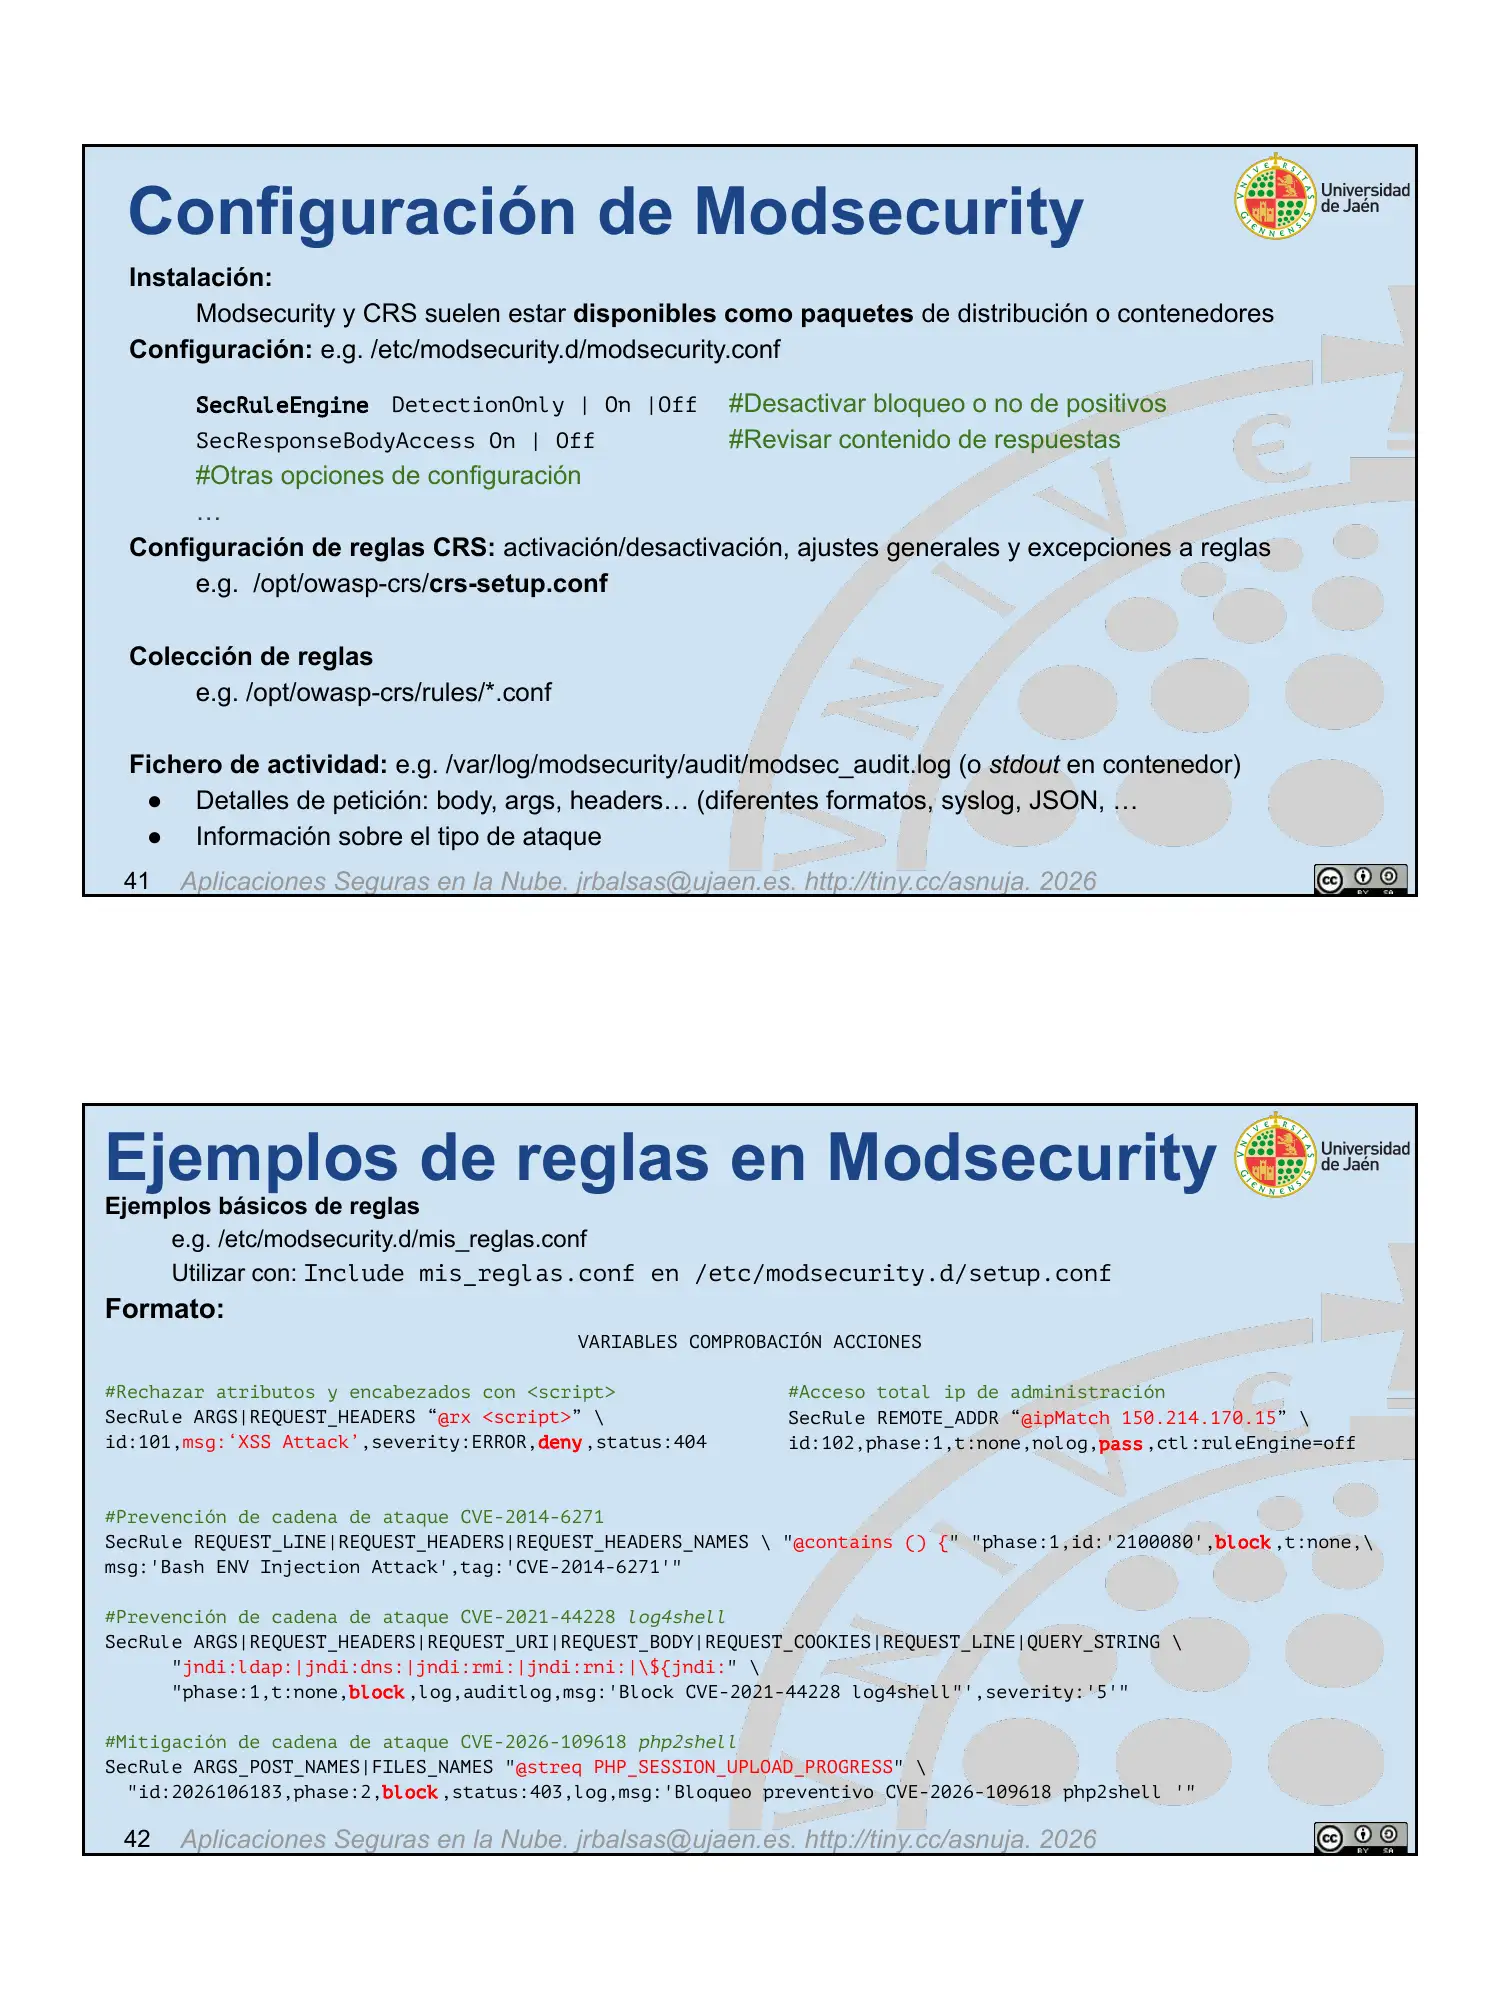 Configuración de Modsecurity
Universidad
de Jaén
Instalación:
Modsecurity y CRS suelen estar disponibles como paquetes de distribución o contenedores
Configuración: e.g. /etc/modsecurity.d/modsecurity.conf
SecRuleEngine DetectionOnly | On |Off #Desactivar bloqueo o no de positivos
SecResponseBodyAccess On | Off #Revisar contenido de respuestas
#Otras opciones de configuración
…
Configuración de reglas CRS: activación/desactivación, ajustes generales y excepciones a reglas
e.g. /opt/owasp-crs/crs-setup.conf
Colección de reglas
e.g. /opt/owasp-crs/rules/*.conf
Fichero de actividad: e.g. /var/log/modsecurity/audit/modsec_audit.log (o stdout en contenedor)
● Detalles de petición: body, args, headers… (diferentes formatos, syslog, JSON, …
● Información sobre el tipo de ataque
41 Aplicaciones Seguras en la Nube. jrbalsas@ujaen.es. http://tiny.cc/asnuja. 2026
Ejemplos de reglas en Modsecurity
Universidad
de Jaén
Ejemplos básicos de reglas
e.g. /etc/modsecurity.d/mis_reglas.conf
Utilizar con: Include mis_reglas.conf en /etc/modsecurity.d/setup.conf
Formato:
VARIABLES COMPROBACIÓN ACCIONES
#Rechazar atributos y encabezados con <script>
SecRule ARGS|REQUEST_HEADERS “@rx <script>” \
id:101,msg:‘XSS Attack’,severity:ERROR,deny,status:404
#Acceso total ip de administración
SecRule REMOTE_ADDR “@ipMatch 150.214.170.15” \
id:102,phase:1,t:none,nolog,pass,ctl:ruleEngine=off
#Prevención de cadena de ataque CVE-2014-6271
SecRule REQUEST_LINE|REQUEST_HEADERS|REQUEST_HEADERS_NAMES \ "@contains () {" "phase:1,id:'2100080',block,t:none,\
msg:'Bash ENV Injection Attack',tag:'CVE-2014-6271'"
#Prevención de cadena de ataque CVE-2021-44228 log4shell
SecRule ARGS|REQUEST_HEADERS|REQUEST_URI|REQUEST_BODY|REQUEST_COOKIES|REQUEST_LINE|QUERY_STRING \
"jndi:ldap:|jndi:dns:|jndi:rmi:|jndi:rni:|\${jndi:" \
"phase:1,t:none,block,log,auditlog,msg:'Block CVE-2021-44228 log4shell"',severity:'5'"
#Mitigación de cadena de ataque CVE-2026-109618 php2shell
SecRule ARGS_POST_NAMES|FILES_NAMES "@streq PHP_SESSION_UPLOAD_PROGRESS" \
"id:2026106183,phase:2,block,status:403,log,msg:'Bloqueo preventivo CVE-2026-109618 php2shell '"
42 Aplicaciones Seguras en la Nube. jrbalsas@ujaen.es. http://tiny.cc/asnuja. 2026